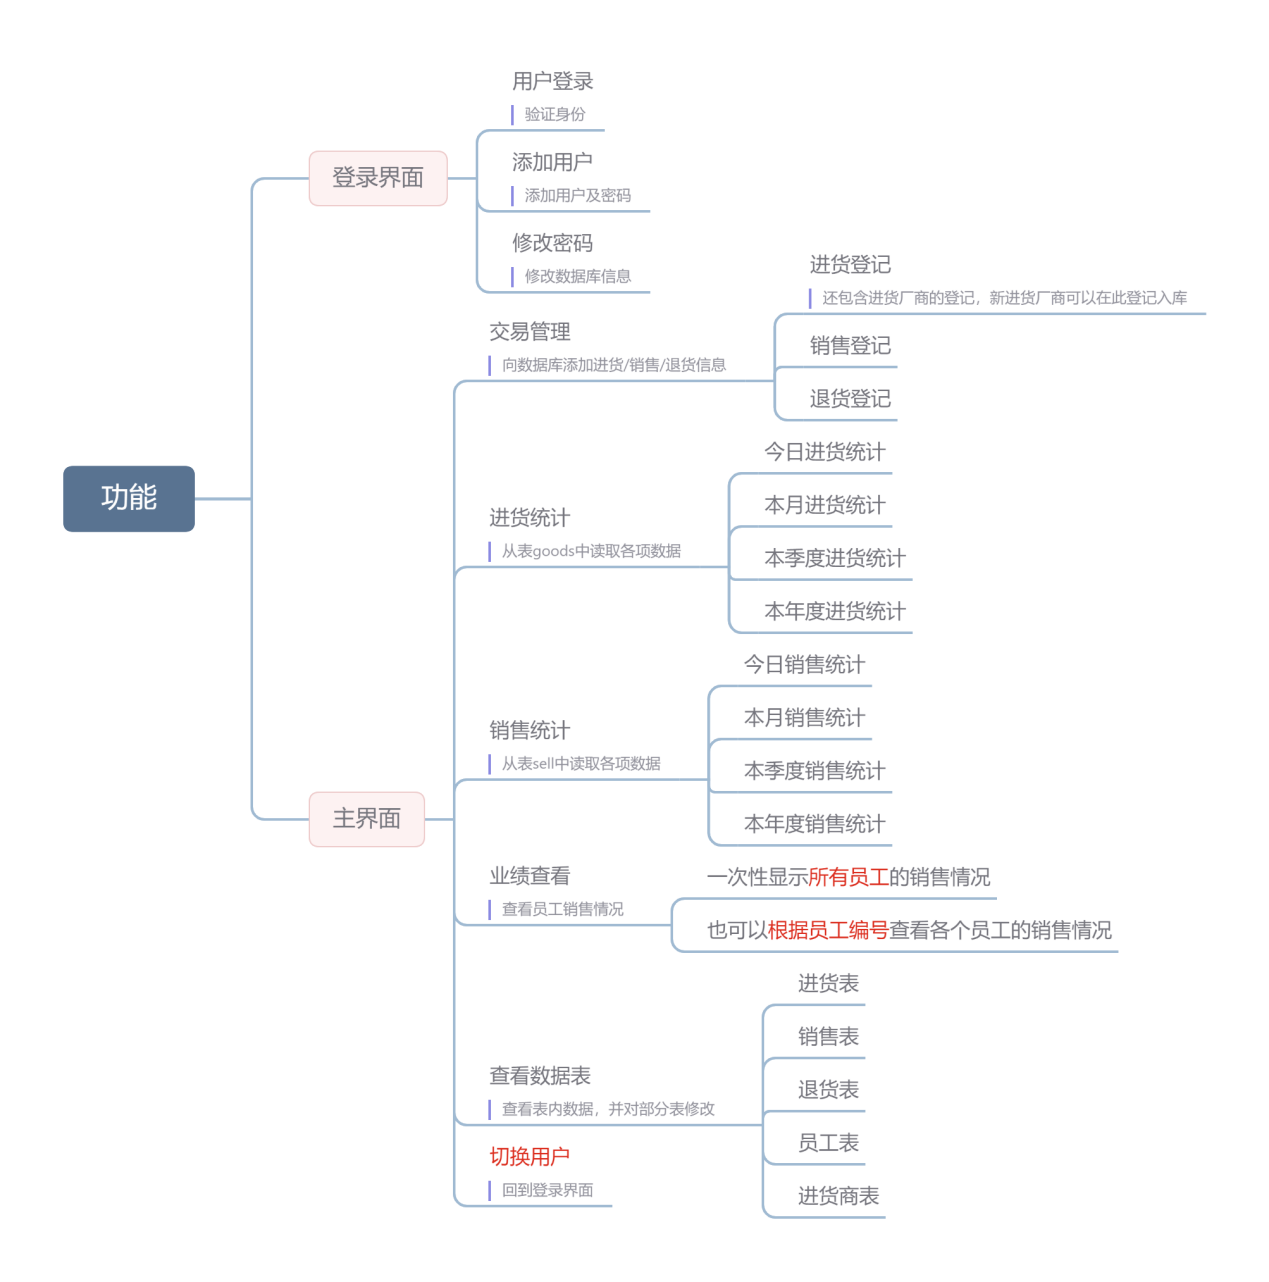 用户登录
验证身份
添加用户
添加用户及密码
修改密码
修改数据库信息
登录界面
功能
主界面
交易管理
向数据库添加进货/销售/退货信息
进货登记
还包含进货厂商的登记，新进货厂商可以在此登记入库
销售登记
退货登记
进货统计
从表goods中读取各项数据
今日进货统计
本月进货统计
本季度进货统计
本年度进货统计
销售统计
从表sell中读取各项数据
今日销售统计
本月销售统计
本季度销售统计
本年度销售统计
业绩查看
查看员工销售情况
一次性显示所有员工的销售情况
也可以根据员工编号查看各个员工的销售情况
查看数据表
查看表内数据，并对部分表修改
进货表
销售表
退货表
员工表
进货商表
切换用户
回到登录界面